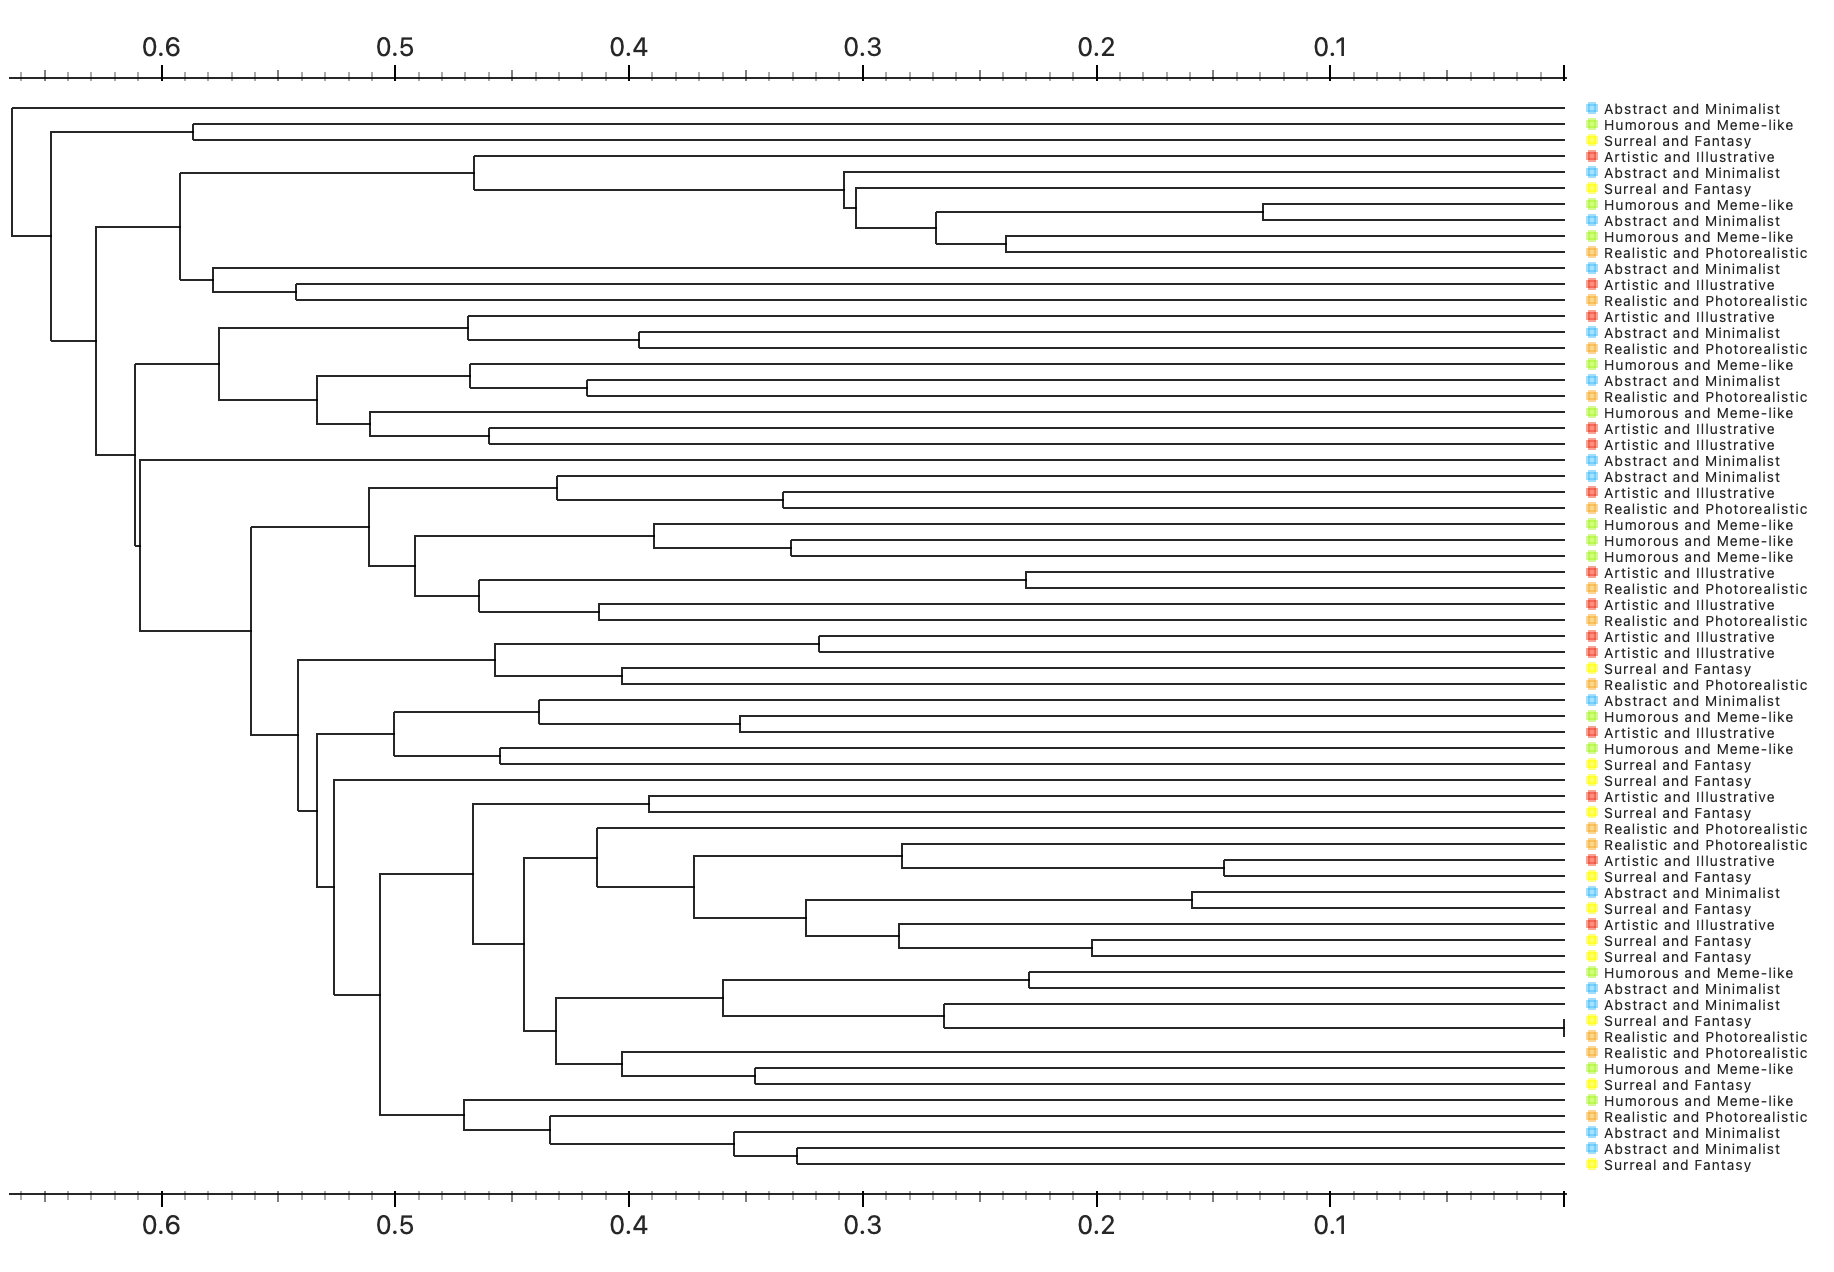 0.6 0.5 0.4 0.3 0.2 0.1
Abstract and Minimalist
Humorous and Meme-like
Surreal and Fantasy
Artistic and Illustrative
Abstract and Minimalist
Surreal and Fantasy
Humorous and Meme-like
Abstract and Minimalist
Humorous and Meme-like
Realistic and Photorealistic
Abstract and Minimalist
Artistic and Illustrative
Realistic and Photorealistic
Artistic and Illustrative
Abstract and Minimalist
Realistic and Photorealistic
Humorous and Meme-like
Abstract and Minimalist
Realistic and Photorealistic
Humorous and Meme-like
Artistic and Illustrative
Artistic and Illustrative
Abstract and Minimalist
Abstract and Minimalist
Artistic and Illustrative
Realistic and Photorealistic
Humorous and Meme-like
Humorous and Meme-like
Humorous and Meme-like
Artistic and Illustrative
Realistic and Photorealistic
Artistic and Illustrative
Realistic and Photorealistic
Artistic and Illustrative
Artistic and Illustrative
Surreal and Fantasy
Realistic and Photorealistic
Abstract and Minimalist
Humorous and Meme-like
Artistic and Illustrative
Humorous and Meme-like
Surreal and Fantasy
Surreal and Fantasy
Artistic and Illustrative
Surreal and Fantasy
Realistic and Photorealistic
Realistic and Photorealistic
Artistic and Illustrative
Surreal and Fantasy
Abstract and Minimalist
Surreal and Fantasy
Artistic and Illustrative
Surreal and Fantasy
Surreal and Fantasy
Humorous and Meme-like
Abstract and Minimalist
Abstract and Minimalist
Surreal and Fantasy
Realistic and Photorealistic
Realistic and Photorealistic
Humorous and Meme-like
Surreal and Fantasy
Humorous and Meme-like
Realistic and Photorealistic
Abstract and Minimalist
Abstract and Minimalist
Surreal and Fantasy
0.6 0.5 0.4 0.3 0.2 0.1